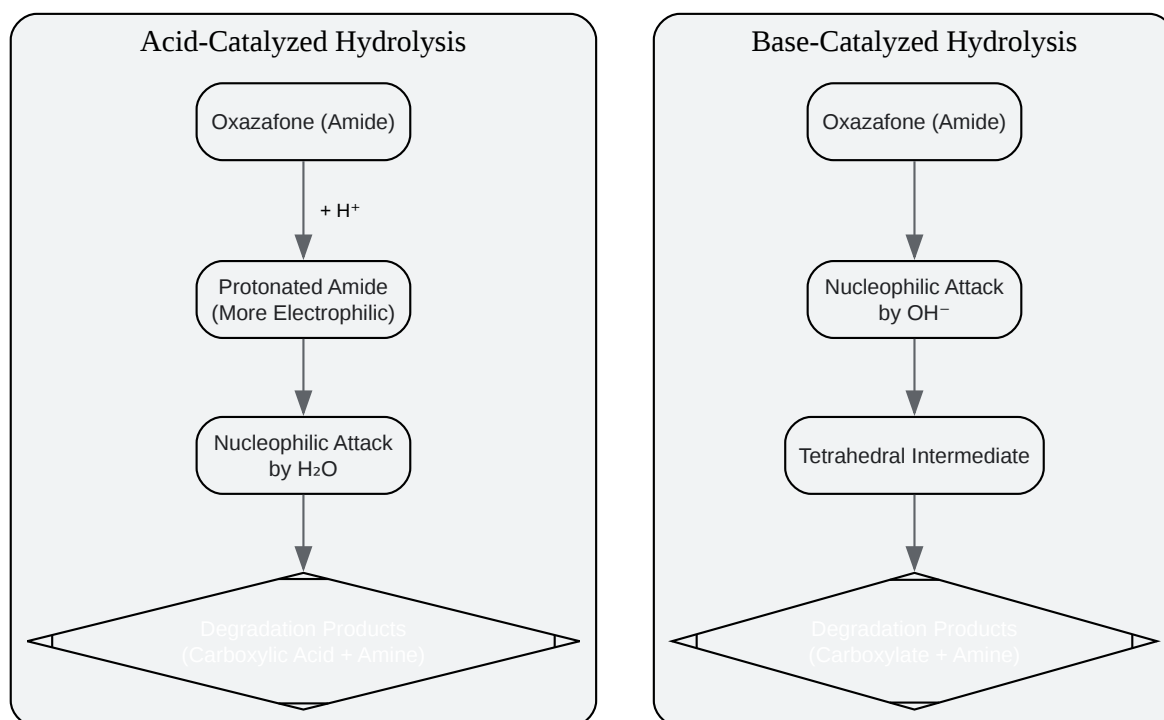 Acid-Catalyzed Hydrolysis
Oxazafone (Amide)
+ H⁺
Protonated Amide
(More Electrophilic)
Nucleophilic Attack
by H₂O
Degradation Products
(Carboxylic Acid + Amine)
Base-Catalyzed Hydrolysis
Oxazafone (Amide)
Nucleophilic Attack
by OH⁻
Tetrahedral Intermediate
Degradation Products
(Carboxylate + Amine)